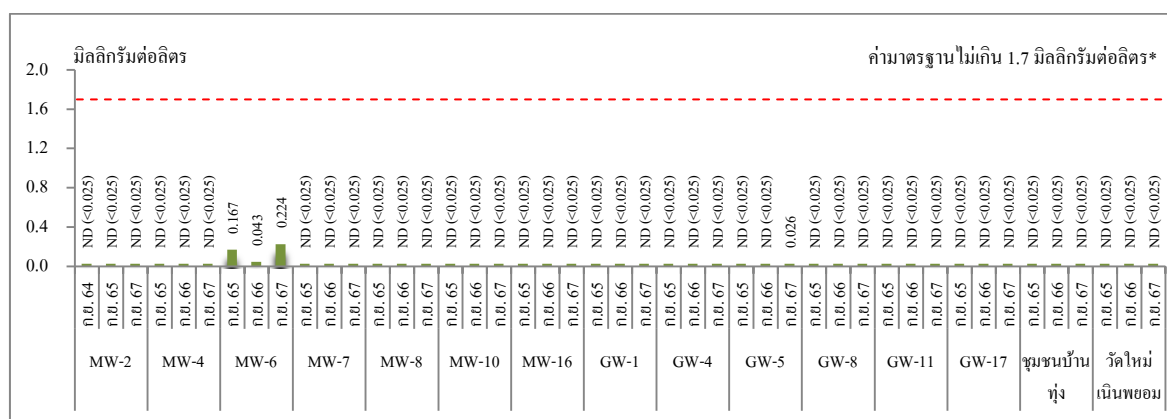 มิลลิกรัมต่อลิตร ค่ามาตรฐานไม่เกิน 1.7 มิลลิกรัมต่อลิตร*
2.0
1.6
1.2
0.8
0.4
0.0
ND (<0.025) ND (<0.025) ND (<0.025) ND (<0.025) ND (<0.025) ND (<0.025) 0.167 0.043 0.224 ND (<0.025) ND (<0.025) ND (<0.025) ND (<0.025) ND (<0.025) ND (<0.025) ND (<0.025) ND (<0.025) ND (<0.025) ND (<0.025) ND (<0.025) ND (<0.025) ND (<0.025) ND (<0.025) ND (<0.025) ND (<0.025) ND (<0.025) ND (<0.025) ND (<0.025) ND (<0.025) 0.026 ND (<0.025) ND (<0.025) ND (<0.025) ND (<0.025) ND (<0.025) ND (<0.025) ND (<0.025) ND (<0.025) ND (<0.025) ND (<0.025) ND (<0.025) ND (<0.025) ND (<0.025) ND (<0.025) ND (<0.025)
ก.ย. 64 ก.ย. 65 ก.ย. 67 ก.ย. 65 ก.ย. 66 ก.ย. 67 ก.ย. 65 ก.ย. 66 ก.ย. 67 ก.ย. 65 ก.ย. 66 ก.ย. 67 ก.ย. 65 ก.ย. 66 ก.ย. 67 ก.ย. 65 ก.ย. 66 ก.ย. 67 ก.ย. 65 ก.ย. 66 ก.ย. 67 ก.ย. 65 ก.ย. 66 ก.ย. 67 ก.ย. 65 ก.ย. 66 ก.ย. 67 ก.ย. 65 ก.ย. 66 ก.ย. 67 ก.ย. 65 ก.ย. 66 ก.ย. 67 ก.ย. 65 ก.ย. 66 ก.ย. 67 ก.ย. 65 ก.ย. 66 ก.ย. 67 ก.ย. 65 ก.ย. 66 ก.ย. 67 ก.ย. 65 ก.ย. 66 ก.ย. 67
MW-2 MW-4 MW-6 MW-7 MW-8 MW-10 MW-16 GW-1 GW-4 GW-5 GW-8 GW-11 GW-17 ชุมชนบ้าน วัดใหม่
ทุ่ง เนินพยอม